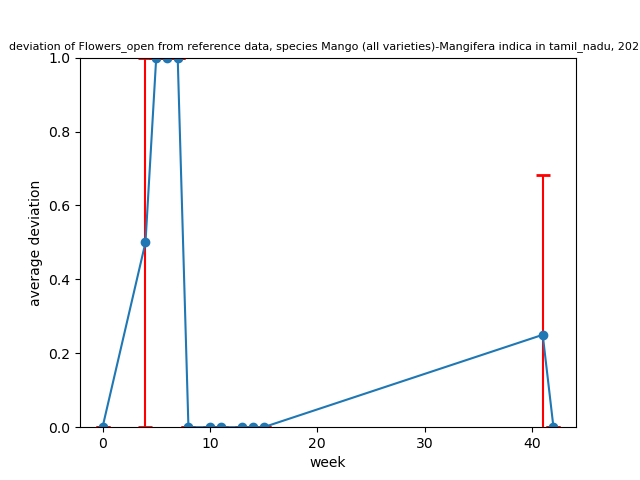 deviation of Flowers_open from reference data, species Mango (all varieties)-Mangifera indica in tamil_nadu, 202
1.0
0.8
0.6
0.4
0.2
0.0
average deviation
0 10 20 30 40
week